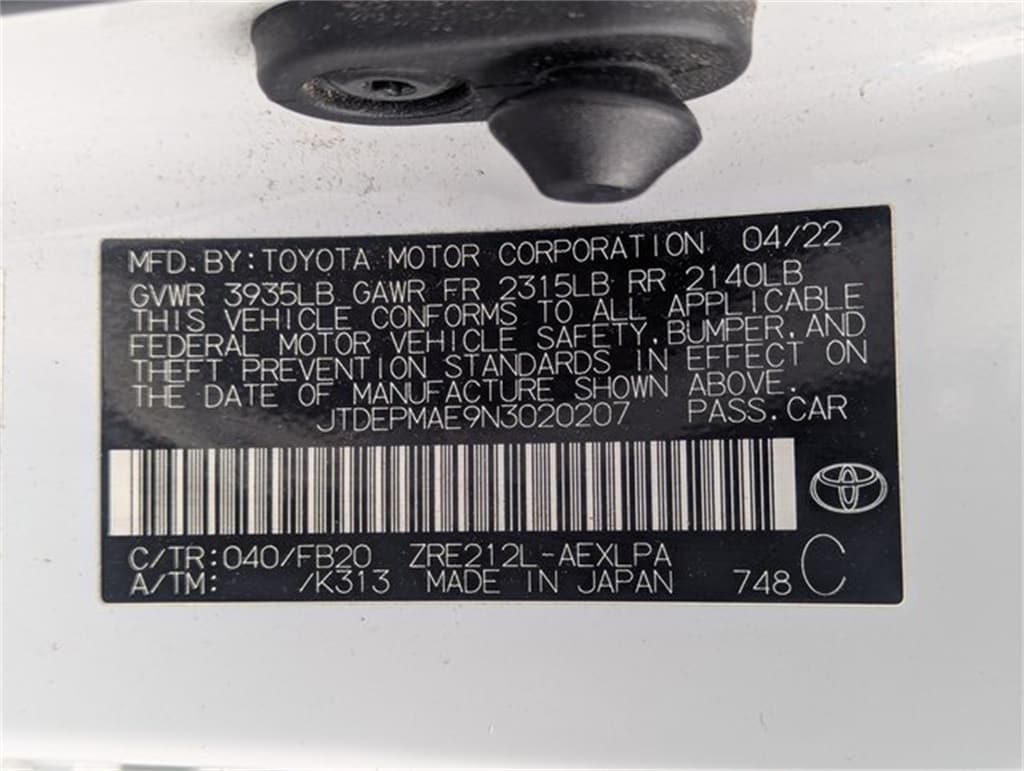 MFD.BY:TOYOTA MOTOR CORPORATION 04/22
GVWR 3935LB GAWR FR 2315LB RR 2140LB
THIS VEHICLE CONFORMS TO ALL APPLICABLE
FEDERAL MOTOR VEHICLE SAFETY, BUMPER, AND
THEFT PREVENTION STANDARDS IN EFFECT ON
THE DATE OF MANUFACTURE SHOWN ABOVE.
JTDEPMAE9N3020207 PASS.CAR
C/TR:040/FB20 ZRE212L-AEXLPA
A/TM: /K313 MADE IN JAPAN 748 C